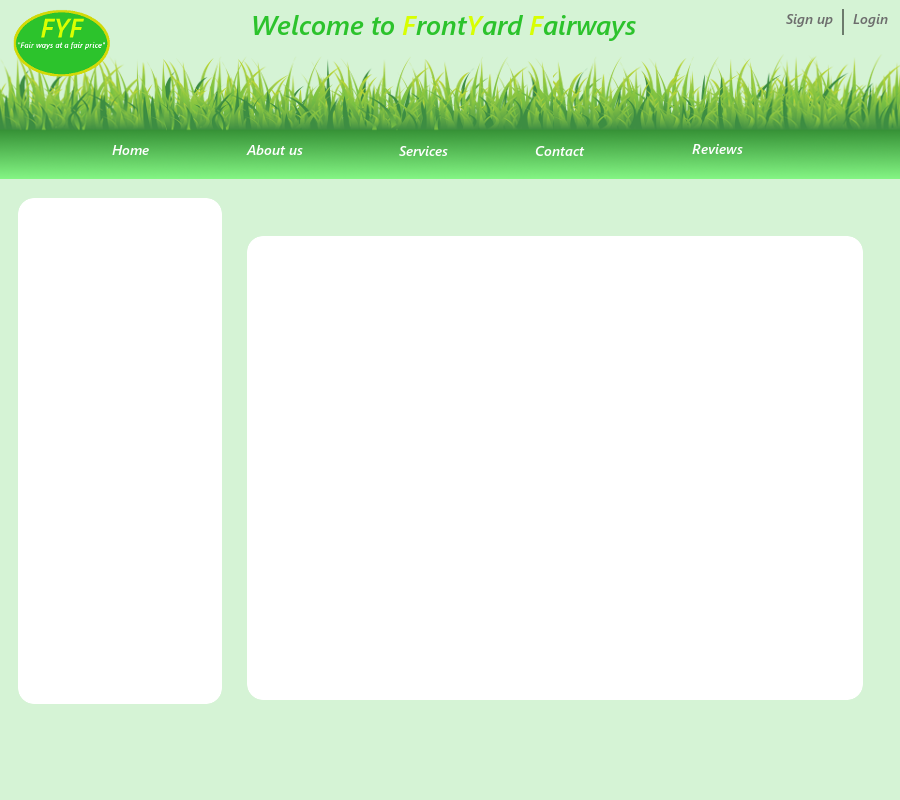 FYF
"Fair ways at a fair price"
Welcome to FrontYard Fairways
Sign up | Login
Home About us Services Contact Reviews